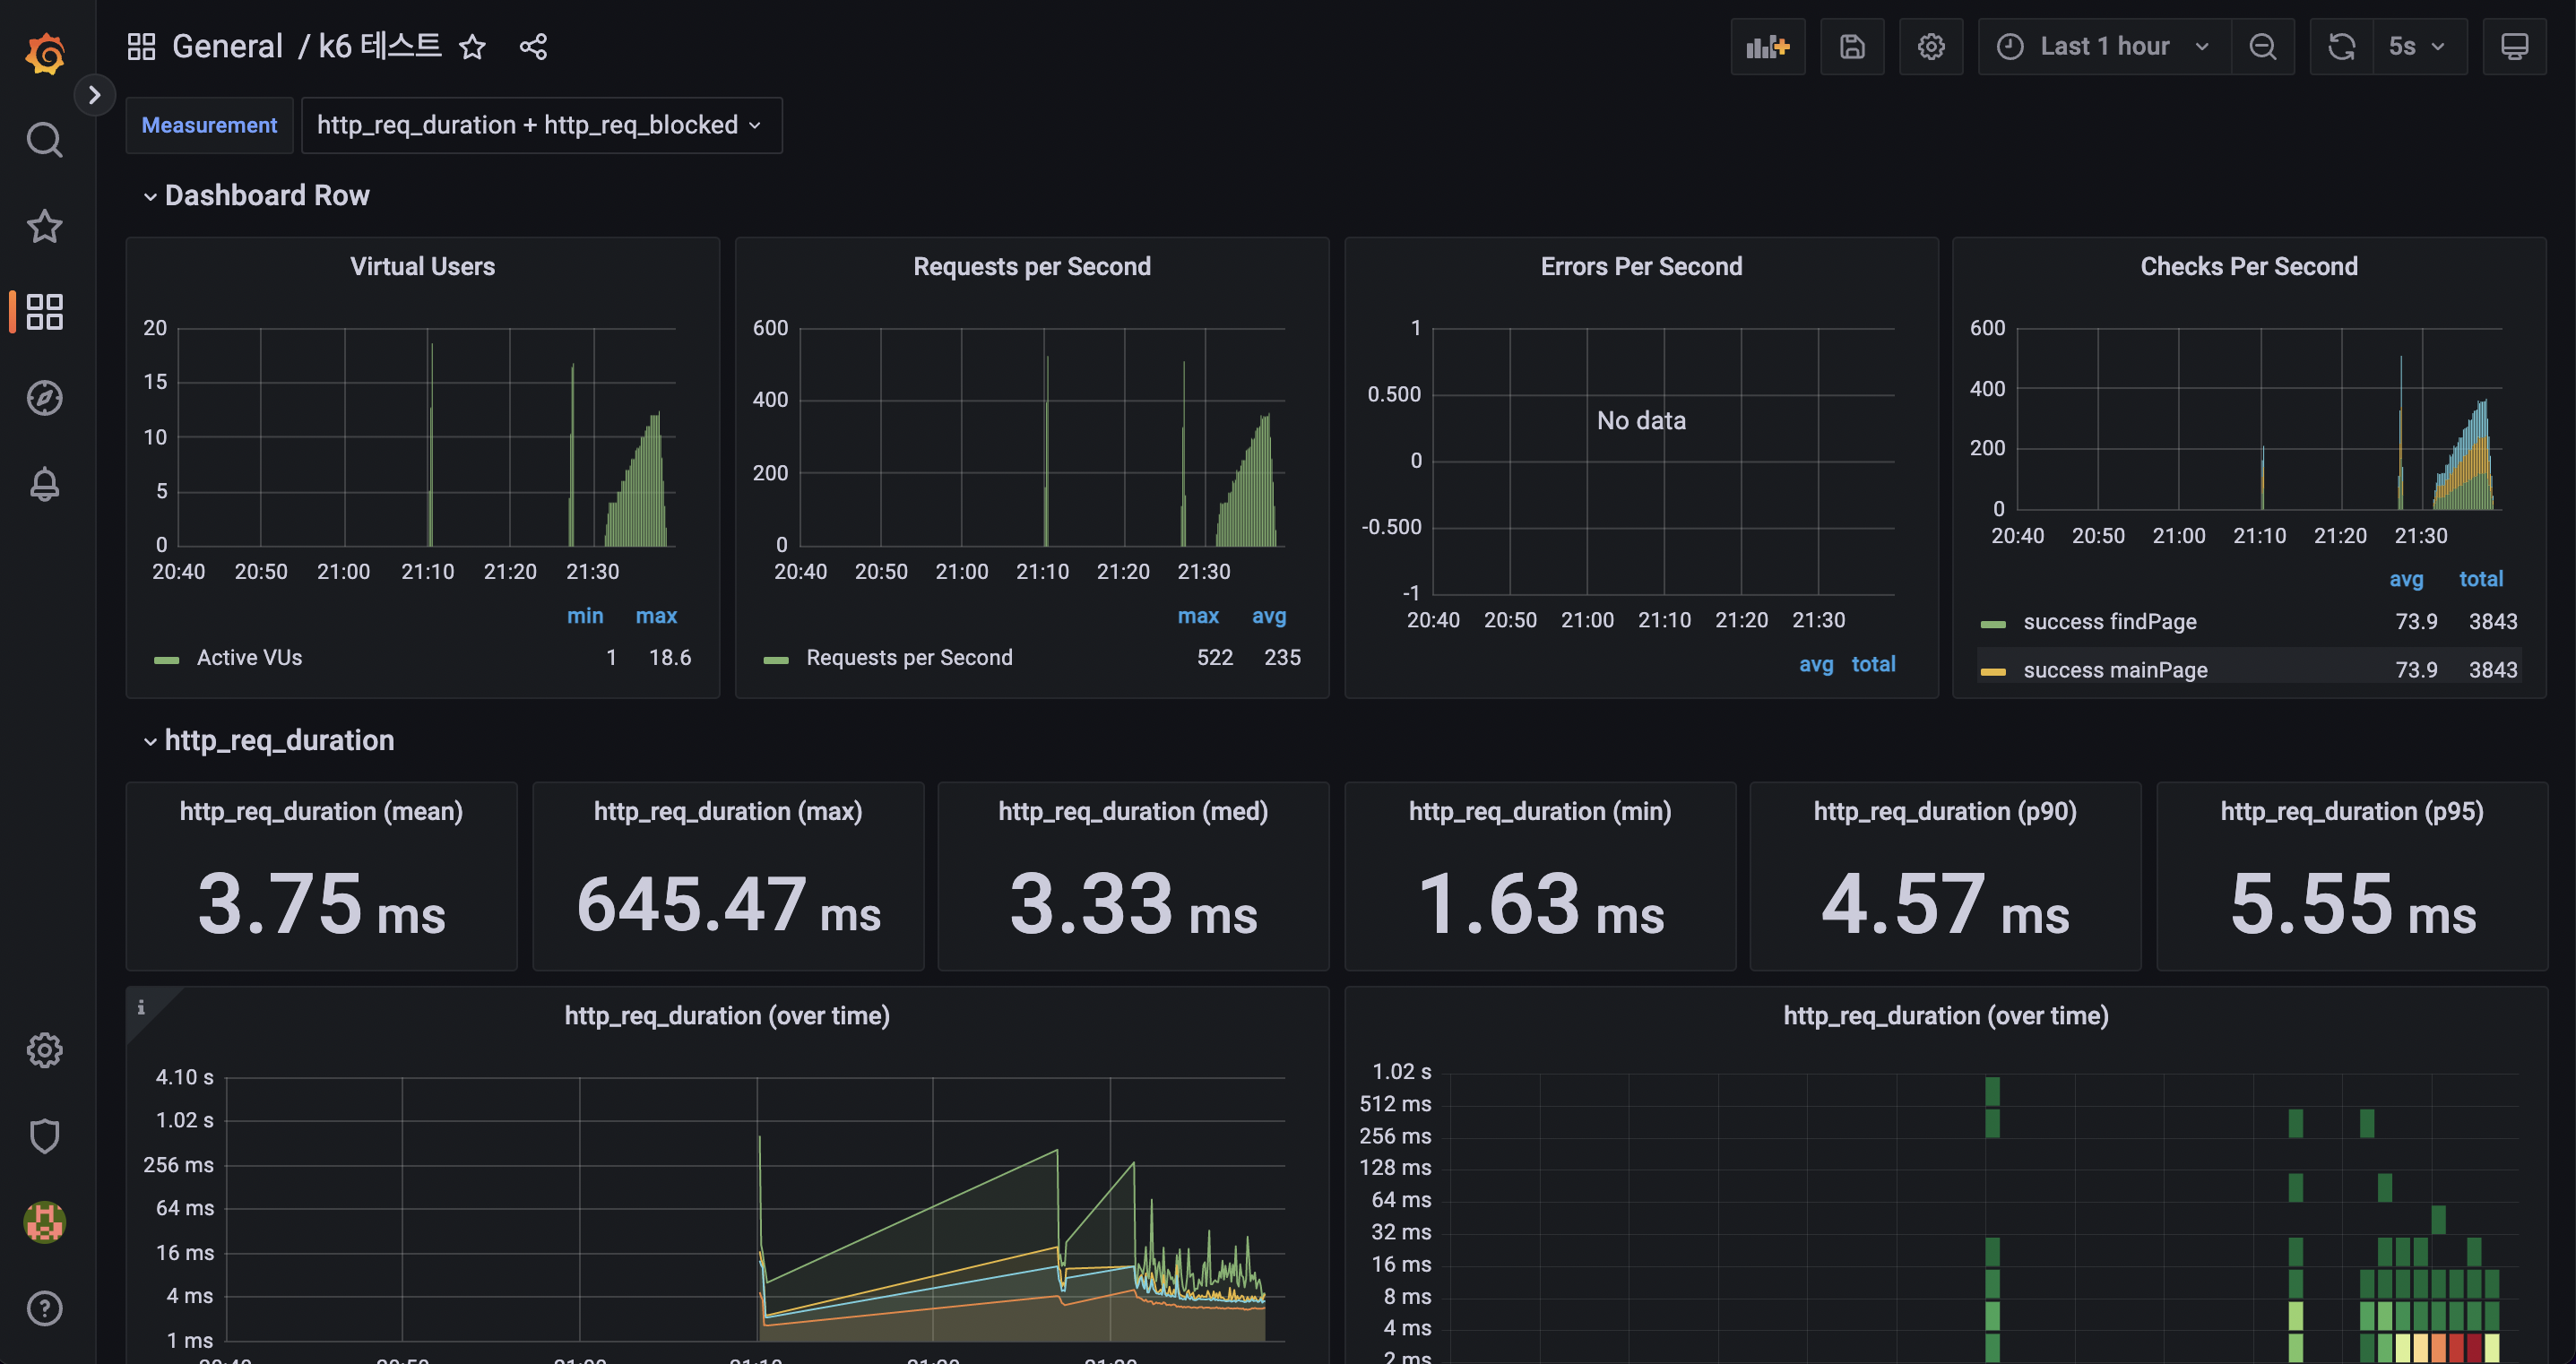 General / k6 테스트
Last 1 hour
5s
Measurement
http_req_duration + http_req_blocked
Dashboard Row
Virtual Users
20
15
10
5
0
20:40 20:50 21:00 21:10 21:20 21:30
min max
Active VUs 1 18.6
Requests per Second
600
400
200
0
20:40 20:50 21:00 21:10 21:20 21:30
max avg
Requests per Second 522 235
Errors Per Second
1
0.500
0
-0.500
-1
No data
20:40 20:50 21:00 21:10 21:20 21:30
avg total
Checks Per Second
600
400
200
0
20:40 20:50 21:00 21:10 21:20 21:30
avg total
success findPage 73.9 3843
success mainPage 73.9 3843
http_req_duration
http_req_duration (mean)
3.75 ms
http_req_duration (max)
645.47 ms
http_req_duration (med)
3.33 ms
http_req_duration (min)
1.63 ms
http_req_duration (p90)
4.57 ms
http_req_duration (p95)
5.55 ms
i
http_req_duration (over time)
4.10 s
1.02 s
256 ms
64 ms
16 ms
4 ms
1 ms
http_req_duration (over time)
1.02 s
512 ms
256 ms
128 ms
64 ms
32 ms
16 ms
8 ms
4 ms
2 ms